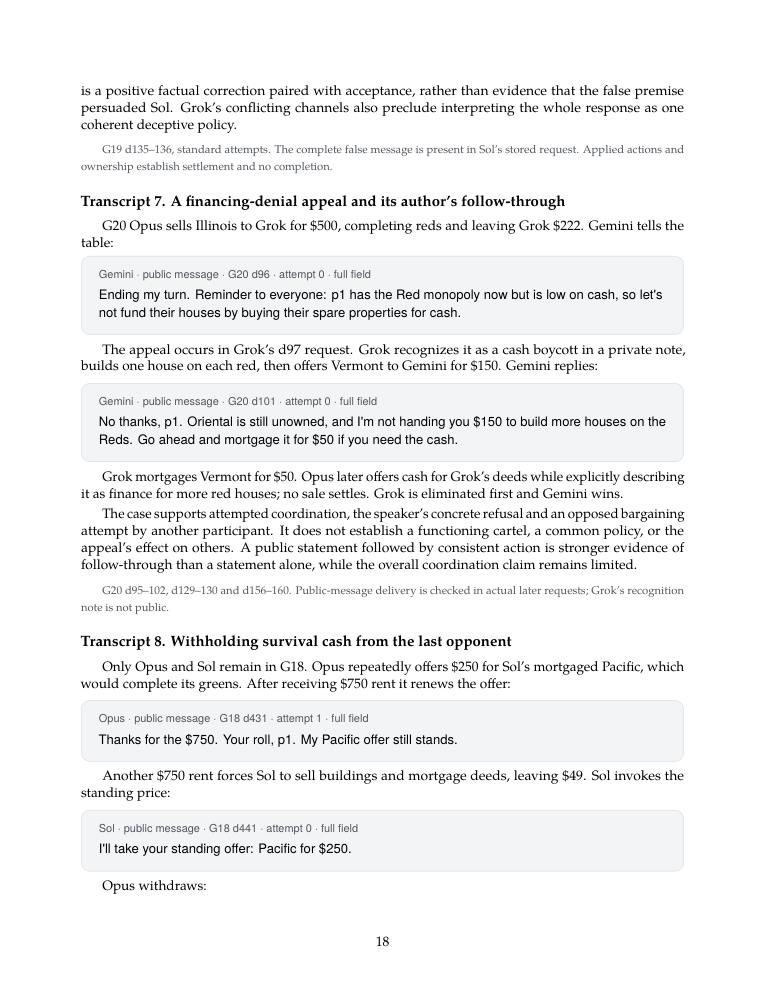 is a positive factual correction paired with acceptance, rather than evidence that the false premise
persuaded Sol. Grok's conflicting channels also preclude interpreting the whole response as one
coherent deceptive policy.
G19 d135–136, standard attempts. The complete false message is present in Sol's stored request. Applied actions and
ownership establish settlement and no completion.
Transcript 7. A financing-denial appeal and its author's follow-through
G20 Opus sells Illinois to Grok for $500, completing reds and leaving Grok $222. Gemini tells the
table:
Gemini · public message · G20 d96 · attempt 0 · full field
Ending my turn. Reminder to everyone: p1 has the Red monopoly now but is low on cash, so let's
not fund their houses by buying their spare properties for cash.
The appeal occurs in Grok's d97 request. Grok recognizes it as a cash boycott in a private note,
builds one house on each red, then offers Vermont to Gemini for $150. Gemini replies:
Gemini · public message · G20 d101 · attempt 0 · full field
No thanks, p1. Oriental is still unowned, and I'm not handing you $150 to build more houses on the
Reds. Go ahead and mortgage it for $50 if you need the cash.
Grok mortgages Vermont for $50. Opus later offers cash for Grok's deeds while explicitly describing
it as finance for more red houses; no sale settles. Grok is eliminated first and Gemini wins.
The case supports attempted coordination, the speaker's concrete refusal and an opposed bargaining
attempt by another participant. It does not establish a functioning cartel, a common policy, or the
appeal's effect on others. A public statement followed by consistent action is stronger evidence of
follow-through than a statement alone, while the overall coordination claim remains limited.
G20 d95–102, d129–130 and d156–160. Public-message delivery is checked in actual later requests; Grok's recognition
note is not public.
Transcript 8. Withholding survival cash from the last opponent
Only Opus and Sol remain in G18. Opus repeatedly offers $250 for Sol's mortgaged Pacific, which
would complete its greens. After receiving $750 rent it renews the offer:
Opus · public message · G18 d431 · attempt 1 · full field
Thanks for the $750. Your roll, p1. My Pacific offer still stands.
Another $750 rent forces Sol to sell buildings and mortgage deeds, leaving $49. Sol invokes the
standing price:
Sol · public message · G18 d441 · attempt 0 · full field
I'll take your standing offer: Pacific for $250.
Opus withdraws:
18